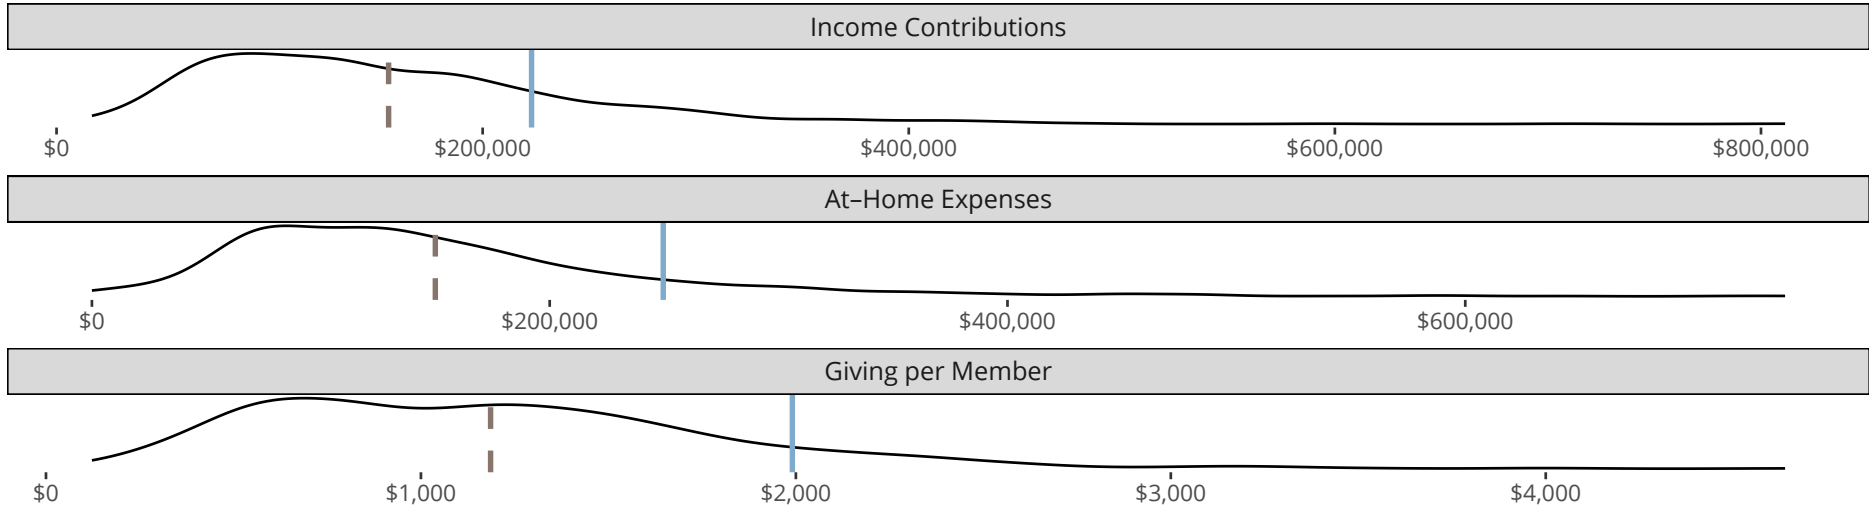 Income Contributions
$0 $200,000 $400,000 $600,000 $800,000
At–Home Expenses
$0 $200,000 $400,000 $600,000
Giving per Member
$0 $1,000 $2,000 $3,000 $4,000